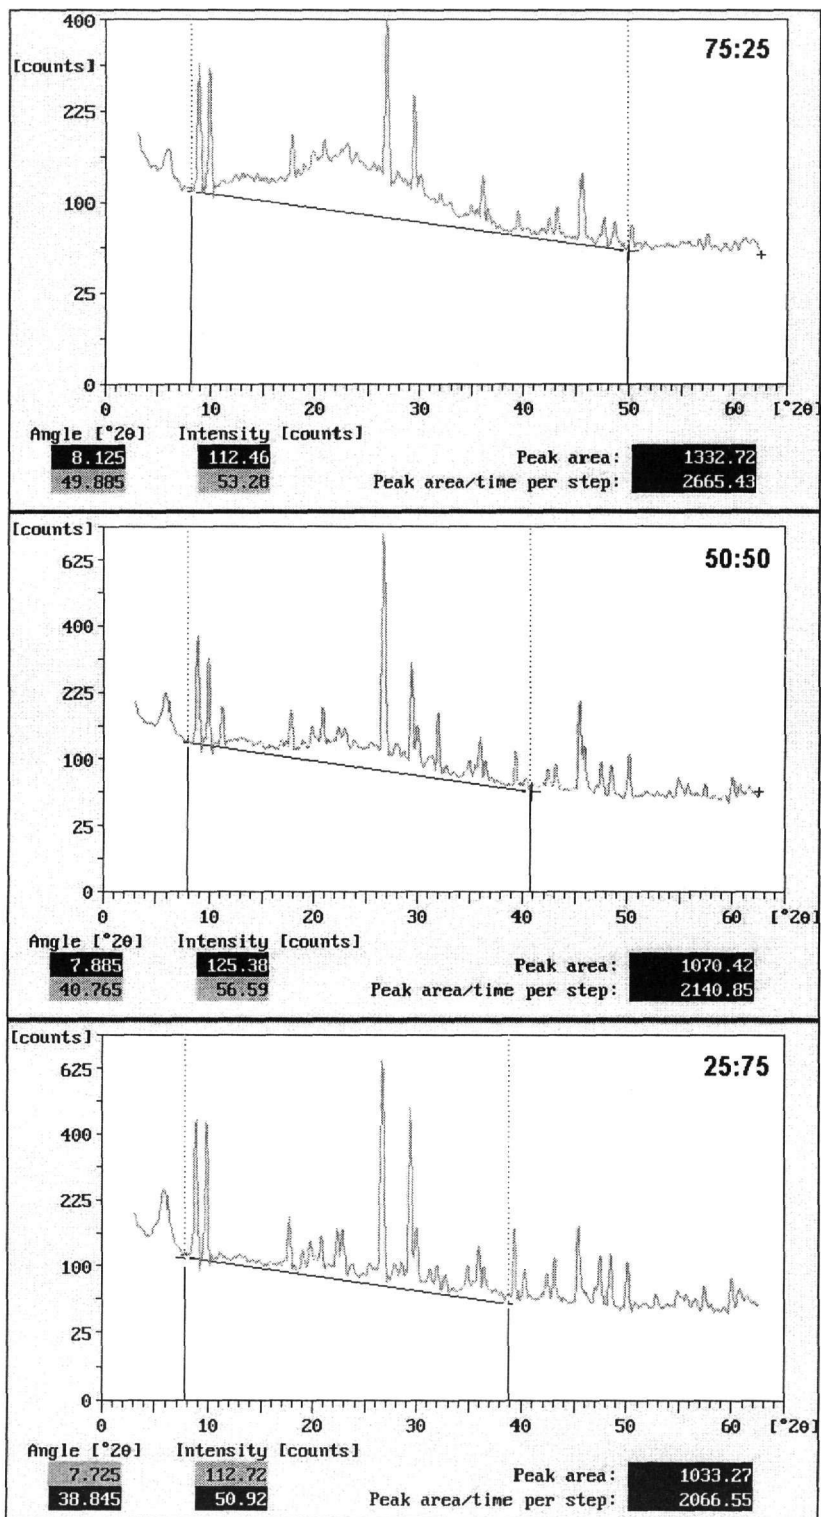 400
75:25
[counts]
225
100
25
0
0 10 20 30 40 50 60 [°2θ]
Angle [°2θ] Intensity [counts]
8.125 112.46 Peak area: 1332.72
49.885 53.28 Peak area/time per step: 2665.43
[counts]
625
50:50
400
225
100
25
0
0 10 20 30 40 50 60 [°2θ]
Angle [°2θ] Intensity [counts]
7.885 125.38 Peak area: 1070.42
40.765 56.59 Peak area/time per step: 2140.85
[counts]
625
25:75
400
225
100
25
0
0 10 20 30 40 50 60 [°2θ]
Angle [°2θ] Intensity [counts]
7.725 112.72 Peak area: 1033.27
38.845 50.92 Peak area/time per step: 2066.55